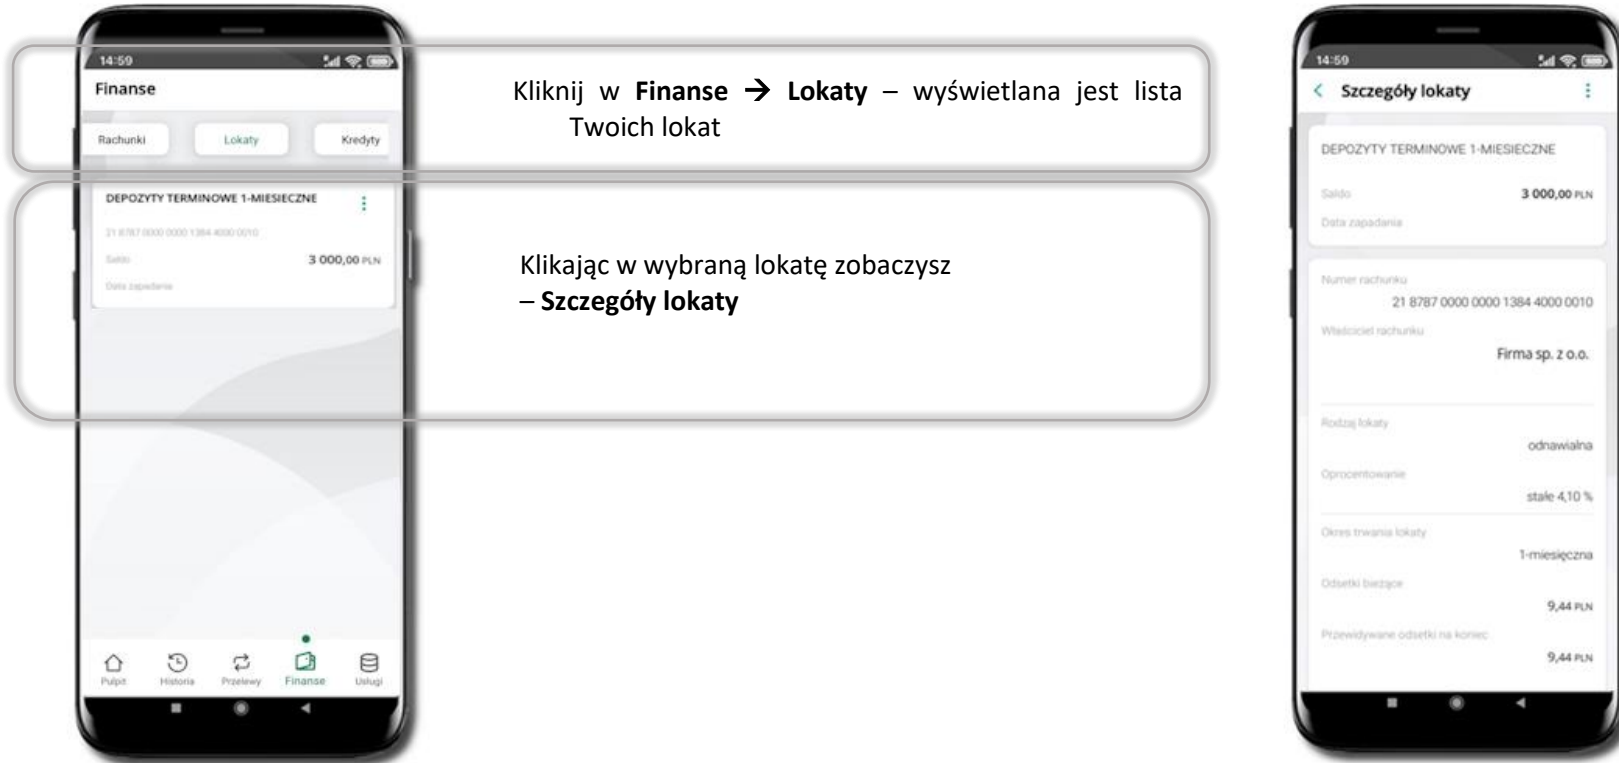 14:59
Finanse
Rachunki Lokaty Kredyty
DEPOZYTY TERMINOWE 1-MIESIECZNE
21 8787 0000 0000 1384 4000 0010
Saldo 3 000,00 PLN
Data zapadania
Pulpit Historia Przelewy Finanse Usługi
Kliknij w Finanse → Lokaty – wyświetlana jest lista
Twoich lokat
Klikając w wybraną lokatę zobaczysz
– Szczegóły lokaty
14:59
Szczegóły lokaty
DEPOZYTY TERMINOWE 1-MIESIECZNE
Saldo 3 000,00 PLN
Data zapadania
Numer rachunku
21 8787 0000 0000 1384 4000 0010
Właściciel rachunku
Firma sp. z o.o.
Rodzaj lokaty
odnawialna
Oprocentowanie
stałe 4,10 %
Okres trwania lokaty
1-miesięczna
Odsetki bieżące
9,44 PLN
Przewidywane odsetki na koniec
9,44 PLN